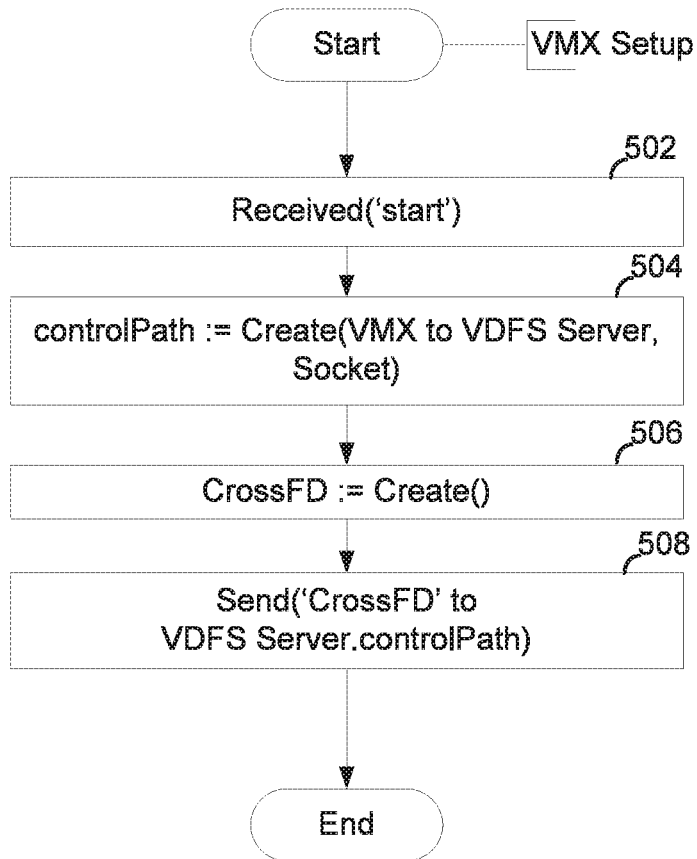 Start
VMX Setup
502
Received(‘start’)
504
controlPath := Create(VMX to VDFS Server,
Socket)
506
CrossFD := Create()
508
Send(‘CrossFD’ to
VDFS Server.controlPath)
End